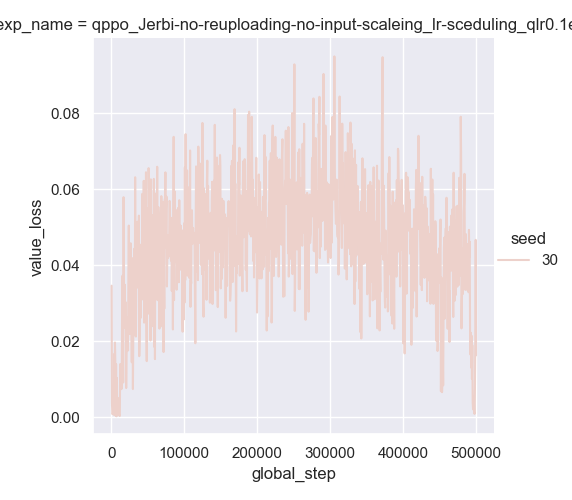 exp_name = qppo_Jerbi-no-reuploading-no-input-scaleing_lr-sceduling_qlr0.1e
0.08
0.06
0.04
0.02
0.00
value_loss
0 100000 200000 300000 400000 500000
global_step
seed
30